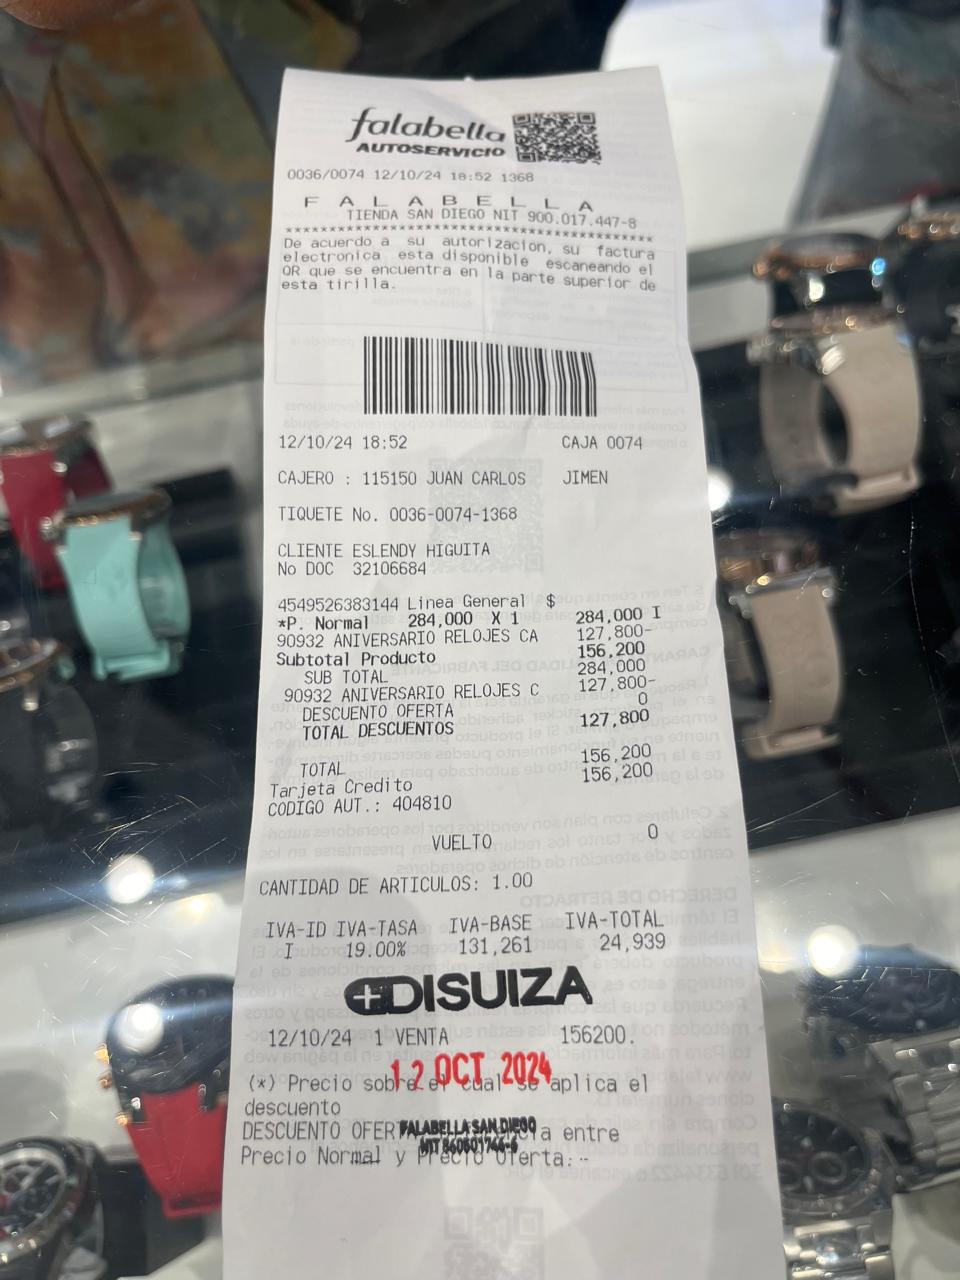 falabella
AUTOSERVICIO
0036/0074 12/10/24 18:52 1368
F A L A B E L L A
TIENDA SAN DIEGO NIT 900.017.447-8
******************************************
De acuerdo a su autorizacion, su factura
electronica esta disponible escaneando el
QR que se encuentra en la parte superior de
esta tirilla.
12/10/24 18:52 CAJA 0074
CAJERO : 115150 JUAN CARLOS JIMEN
TIQUETE No. 0036-0074-1368
CLIENTE ESLENDY HIGUITA
No DOC 32106684
4549526383144 Linea General $
*P. Normal 284,000 X 1 284,000 I
90932 ANIVERSARIO RELOJES CA 127,800-
Subtotal Producto 156,200
SUB TOTAL 284,000
90932 ANIVERSARIO RELOJES C 127,800-
DESCUENTO OFERTA 0
TOTAL DESCUENTOS 127,800
TOTAL 156,200
Tarjeta Credito 156,200
CODIGO AUT.: 404810
VUELTO 0
CANTIDAD DE ARTICULOS: 1.00
IVA-ID IVA-TASA IVA-BASE IVA-TOTAL
I 19.00% 131,261 24,939
DISUIZA
12/10/24 1 VENTA 156200.
12 OCT 2024
(*) Precio sobre el cual se aplica el
descuento
FALABELLA SAN DIEGO
DESCUENTO entre
Precio Normal y Precio Oferta.